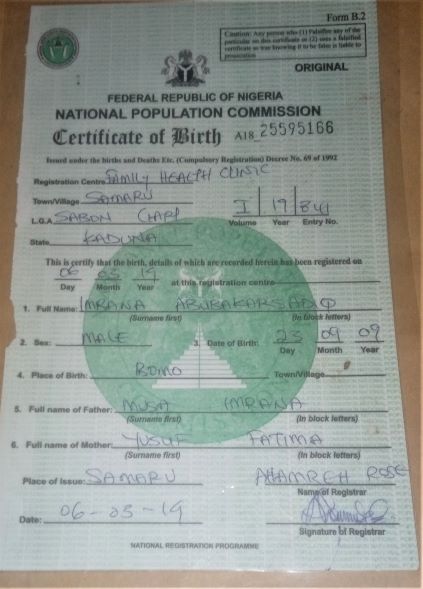 Form B.2
Caution: Any person who (1) Falsifies any of the
particular on this certificate or (2) uses a falsified
certificate as true knowing it to be false is liable to
prosecution
ORIGINAL
FEDERAL REPUBLIC OF NIGERIA
NATIONAL POPULATION COMMISSION
Certificate of Birth A18 25595166
Issued under the births and Deaths Etc. (Compulsory Registration) Decree No. 69 of 1992
Registration Centre FAMILY HEALTH CLINIC
Town/Village SAMARU
L.G.A SABON GARI
I 19 841
Volume Year Entry No.
State KADUNA
This is certify that the birth, details of which are recorded herein has been registered on
06 03 19 at this registration centre
Day Month Year
1. Full Name: IMRANA ABUBAKARSADIQ
(Surname first) (In block letters)
2. Sex: MALE 3. Date of Birth: 23 09 09
Day Month Year
4. Place of Birth: BOMO Town/Village
5. Full name of Father: MUSA IMRANA
(Surname first) (In block letters)
6. Full name of Mother: YUSUF FATIMA
(Surname first) (In block letters)
Place of Issue: SAMARU ROSE
Name of Registrar
Date: 06-03-19
Signature of Registrar
NATIONAL REGISTRATION PROGRAMME